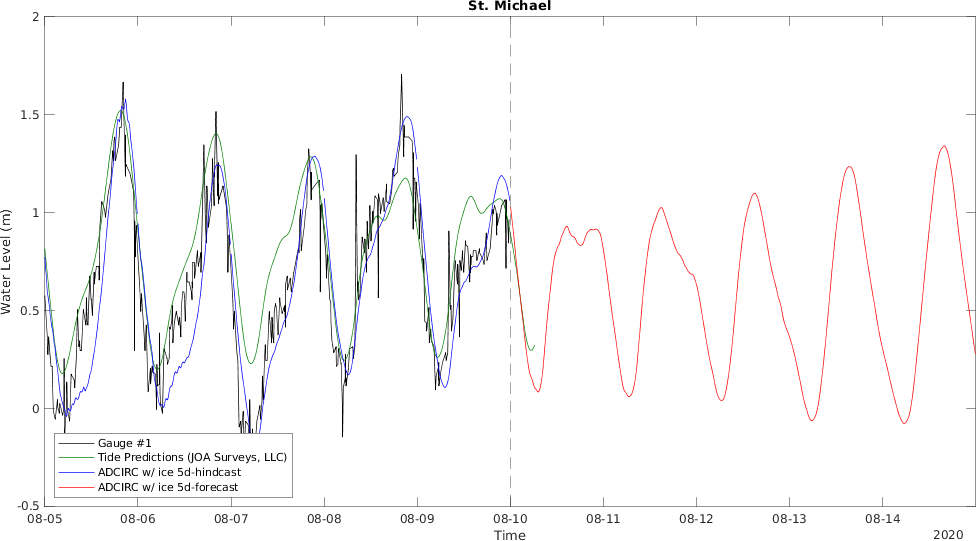 St. Michael
Water Level (m)
2
1.5
1
0.5
0
-0.5
Gauge #1
Tide Predictions (JOA Surveys, LLC)
ADCIRC w/ ice 5d-hindcast
ADCIRC w/ ice 5d-forecast
08-05 08-06 08-07 08-08 08-09 08-10 08-11 08-12 08-13 08-14
Time
2020